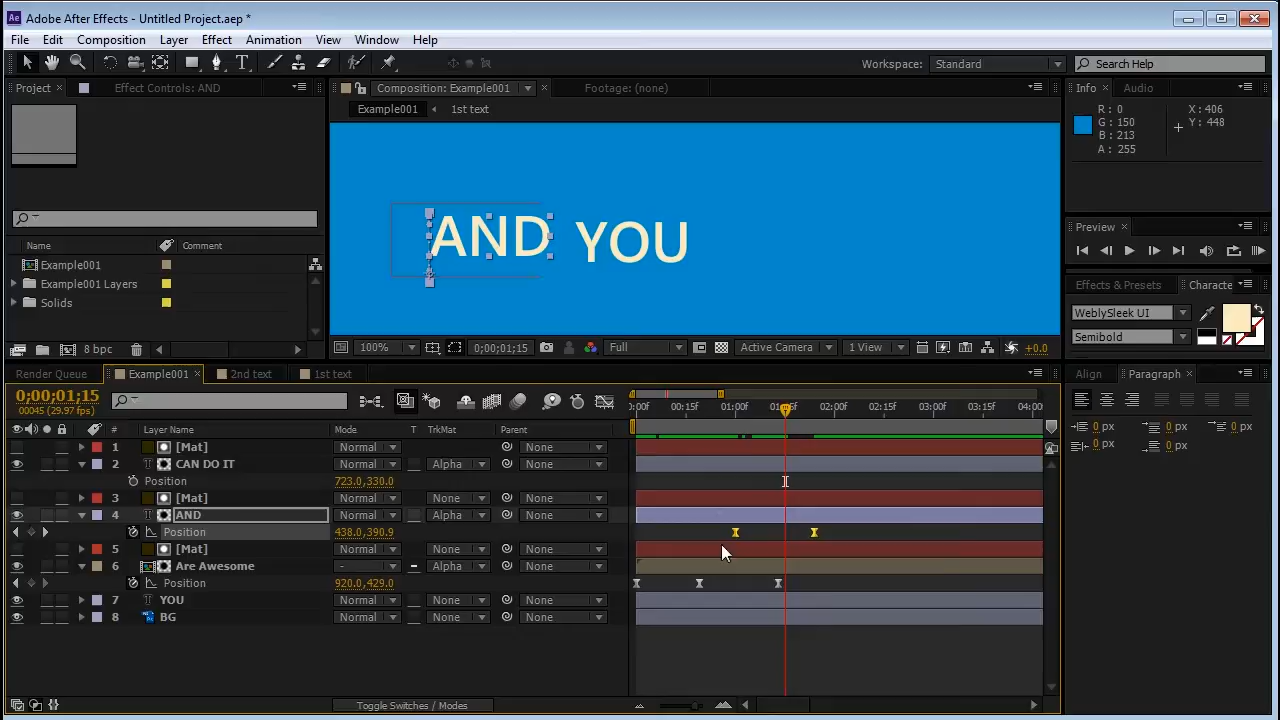 Ae Adobe After Effects - Untitled Project.aep *
File Edit Composition Layer Effect Animation View Window Help
Workspace: Standard Search Help
Project Effect Controls: AND Composition: Example001 Footage: (none) Info Audio
Example001 1st text
R: 0 X: 406
G: 150 Y: 448
B: 213
A: 255
AND YOU
Name Comment
Example001
Example001 Layers
Solids
8 bpc
Preview
Effects & Presets Characte
WeblySleek UI
Semibold
100% 0;00;01;15 Full Active Camera 1 View +0.0
Render Queue Example001 2nd text 1st text
Align Paragraph
0;00;01;15
00045 (29.97 fps)
00:00f 00:15f 01:00f 01:15f 02:00f 02:15f 03:00f 03:15f 04:00f
# Layer Name Mode T TrkMat Parent
1 [Mat] Normal None
2 CAN DO IT Normal Alpha None
Position 723.0,330.0
3 [Mat] Normal None None
4 AND Normal Alpha None
Position 438.0,390.9
5 [Mat] Normal None None
6 Are Awesome - Alpha None
Position 920.0,429.0
7 YOU Normal None None
8 BG Normal None None
Toggle Switches / Modes
0 px 0 px 0 px
0 px 0 px